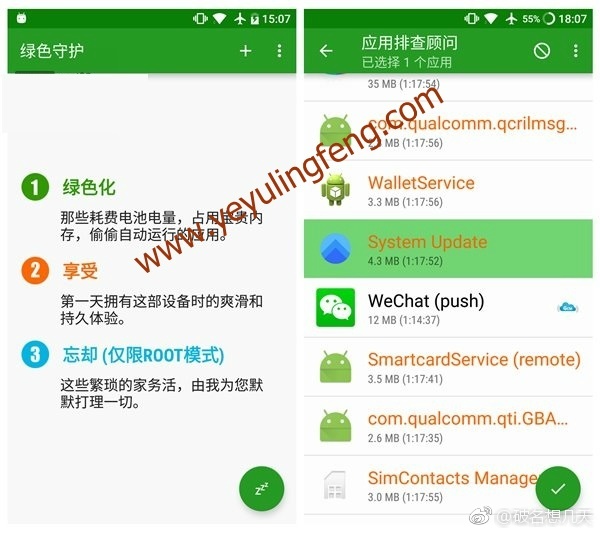 15:07
绿色守护
1 绿色化
那些耗费电池电量，占用宝贵内
存，偷偷自动运行的应用。
2 享受
第一天拥有这部设备时的爽滑和
持久体验。
3 忘却 (仅限ROOT模式)
这些繁琐的家务活，由我为您默
默打理一切。
zzz
55% 18:07
应用排查顾问
已选择 1 个应用
35 MB (1:17:54)
com.qualcomm.qcrilmsg...
MB (1:17:56)
WalletService
3.3 MB (1:17:56)
System Update
4.3 MB (1:17:52)
WeChat (push)
12 MB (1:14:37)
SmartcardService (remote)
3.5 MB (1:17:41)
com.qualcomm.qti.GBA...
2.6 MB (1:17:35)
SimContacts Manage
3.0 MB (1:17:55)
www.yeyulingfeng.com
@破名想几天